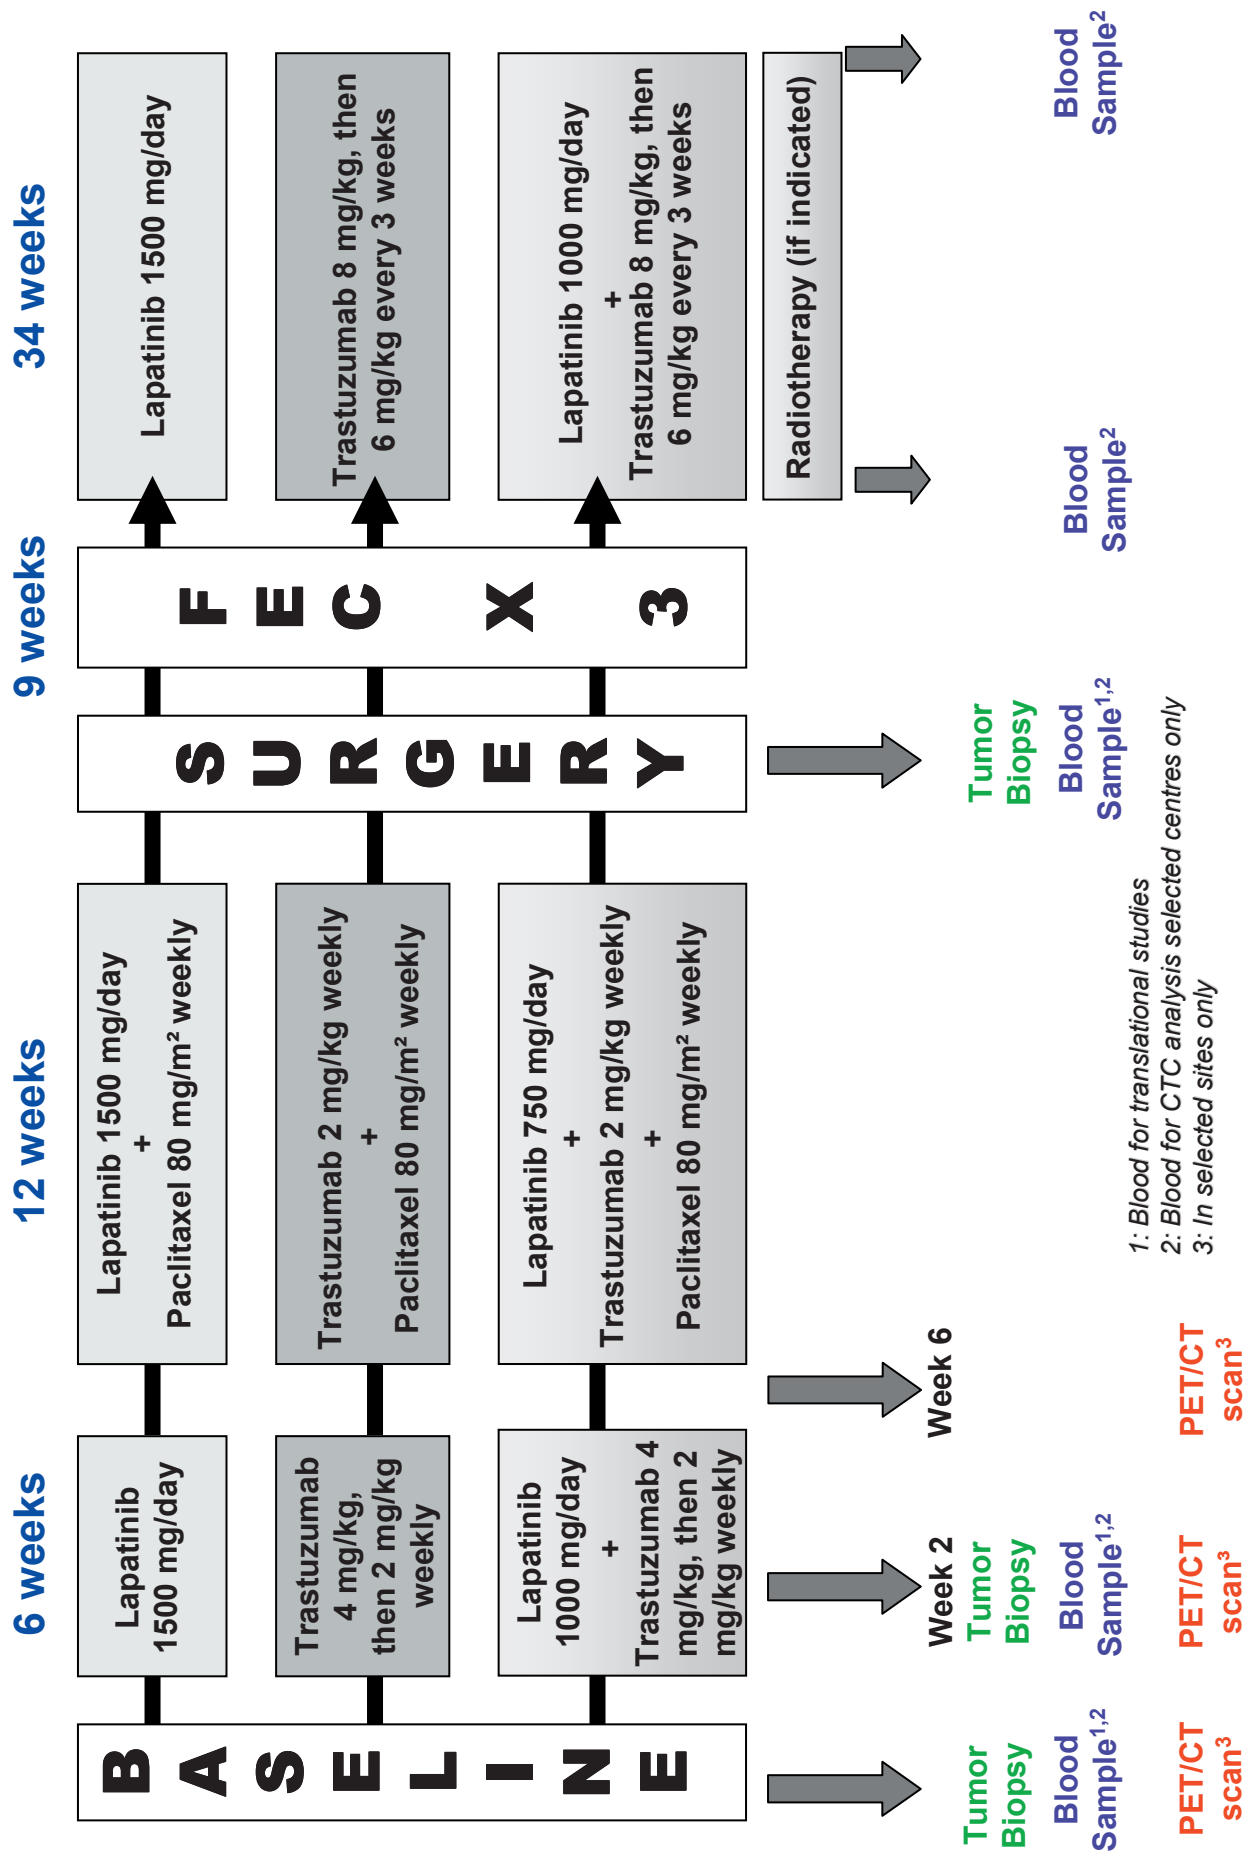 6 weeks
12 weeks
9 weeks
34 weeks
BASELINE
Lapatinib
1500 mg/day
Lapatinib 1500 mg/day
+
Paclitaxel 80 mg/m² weekly
SURGERY
FEC X 3
Lapatinib 1500 mg/day
Trastuzumab
4 mg/kg,
then 2 mg/kg
weekly
Trastuzumab 2 mg/kg weekly
+
Paclitaxel 80 mg/m² weekly
Trastuzumab 8 mg/kg, then
6 mg/kg every 3 weeks
Lapatinib
1000 mg/day
+
Trastuzumab 4
mg/kg, then 2
mg/kg weekly
Lapatinib 750 mg/day
+
Trastuzumab 2 mg/kg weekly
+
Paclitaxel 80 mg/m² weekly
Lapatinib 1000 mg/day
+
Trastuzumab 8 mg/kg, then
6 mg/kg every 3 weeks
Radiotherapy (if indicated)
Tumor
Biopsy
Blood
Sample1,2
PET/CT
scan3
Week 2
Tumor
Biopsy
Blood
Sample1,2
PET/CT
scan3
Week 6
PET/CT
scan3
Tumor
Biopsy
Blood
Sample1,2
Blood
Sample2
Blood
Sample2
1: Blood for translational studies
2: Blood for CTC analysis selected centres only
3: In selected sites only